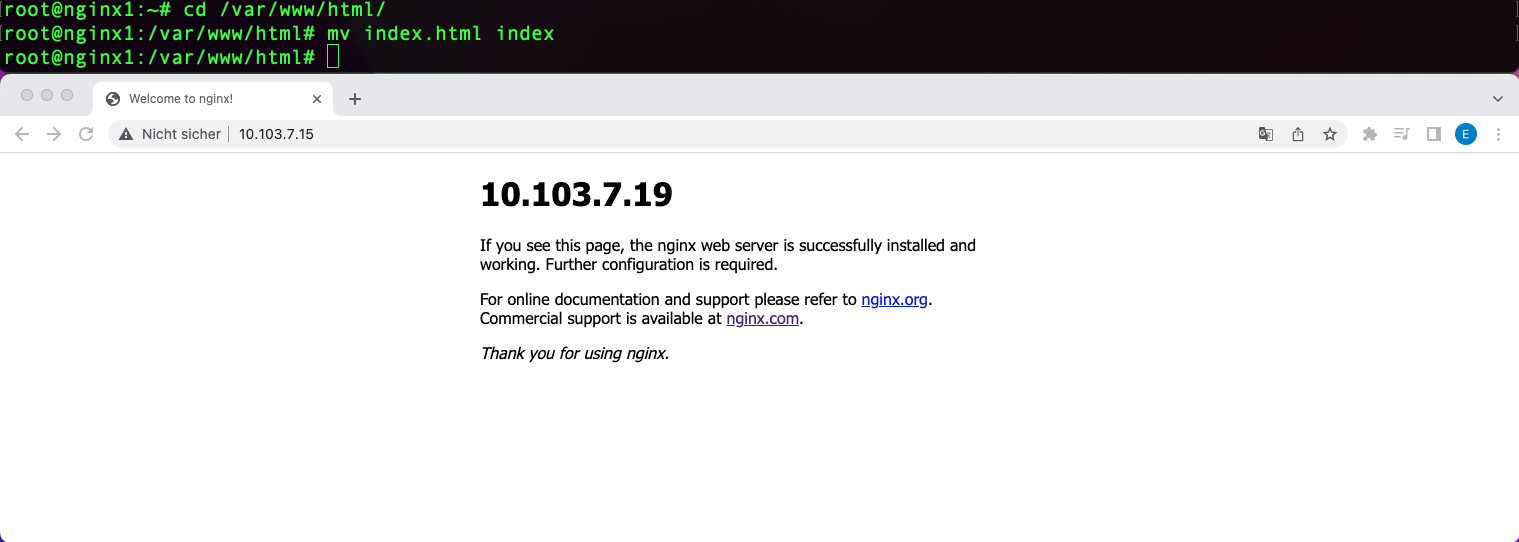 root@nginx1:~# cd /var/www/html/
root@nginx1:/var/www/html# mv index.html index
root@nginx1:/var/www/html#
Welcome to nginx!
Nicht sicher 10.103.7.15
E
10.103.7.19
If you see this page, the nginx web server is successfully installed and
working. Further configuration is required.
For online documentation and support please refer to nginx.org.
Commercial support is available at nginx.com.
Thank you for using nginx.